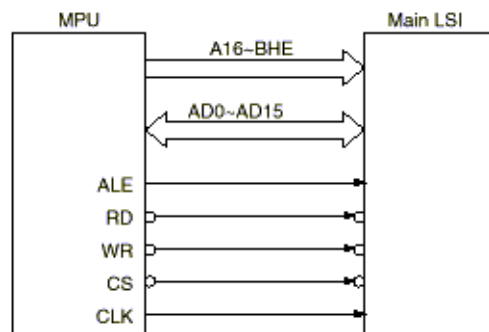 MPU
Main LSI
A16~BHE
AD0~AD15
ALE
RD
WR
CS
CLK